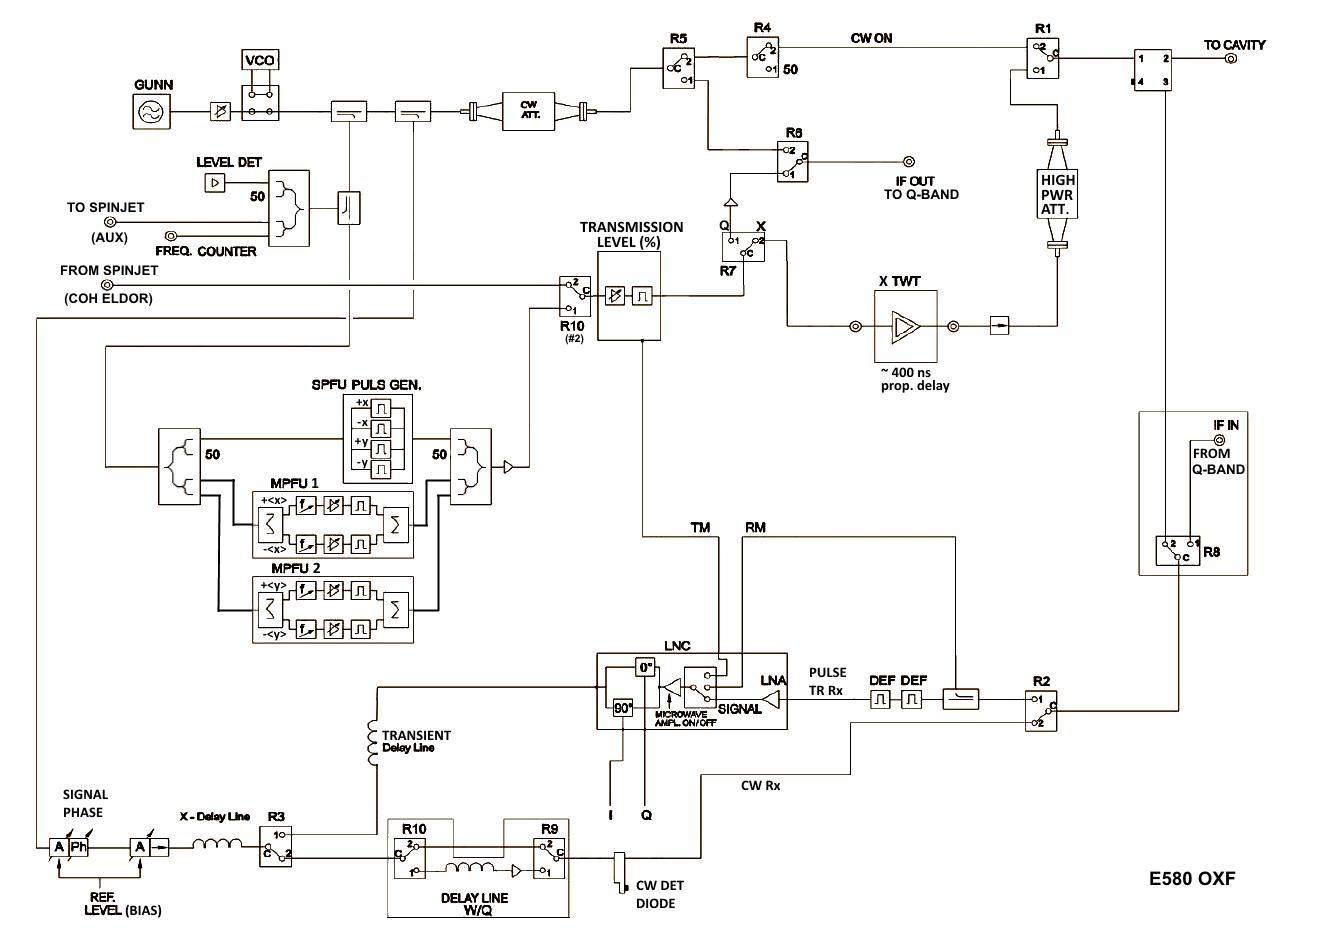 R5
R4
2
C
1
50
CW ON
R1
2
C
1
TO CAVITY
1
2
4
3
VCO
GUNN
CW
ATT.
2
C
1
R6
2
C
1
IF OUT
TO Q-BAND
HIGH
PWR
ATT.
LEVEL DET
50
TO SPINJET
(AUX)
FREQ. COUNTER
FROM SPINJET
(COH ELDOR)
TRANSMISSION
LEVEL (%)
Q
X
1
2
C
R7
2
C
1
R10
(#2)
X TWT
~ 400 ns
prop. delay
SPFU PULS GEN.
+x
-x
+y
-y
50
50
MPFU 1
+<x>
Σ
Σ
-<x>
MPFU 2
+<y>
Σ
Σ
-<y>
IF IN
FROM
Q-BAND
2
1
C
R8
TM
RM
LNC
0°
90°
LNA
SIGNAL
MICROWAVE
AMPL. ON/OFF
PULSE
TR Rx
DEF DEF
R2
1
C
2
TRANSIENT
Delay Line
CW Rx
I
Q
SIGNAL
PHASE
A
Ph
A
REF.
LEVEL (BIAS)
X - Delay Line
R3
1
C
2
R10
2
C
1
R9
2
C
1
DELAY LINE
W/Q
CW DET
DIODE
E580 OXF